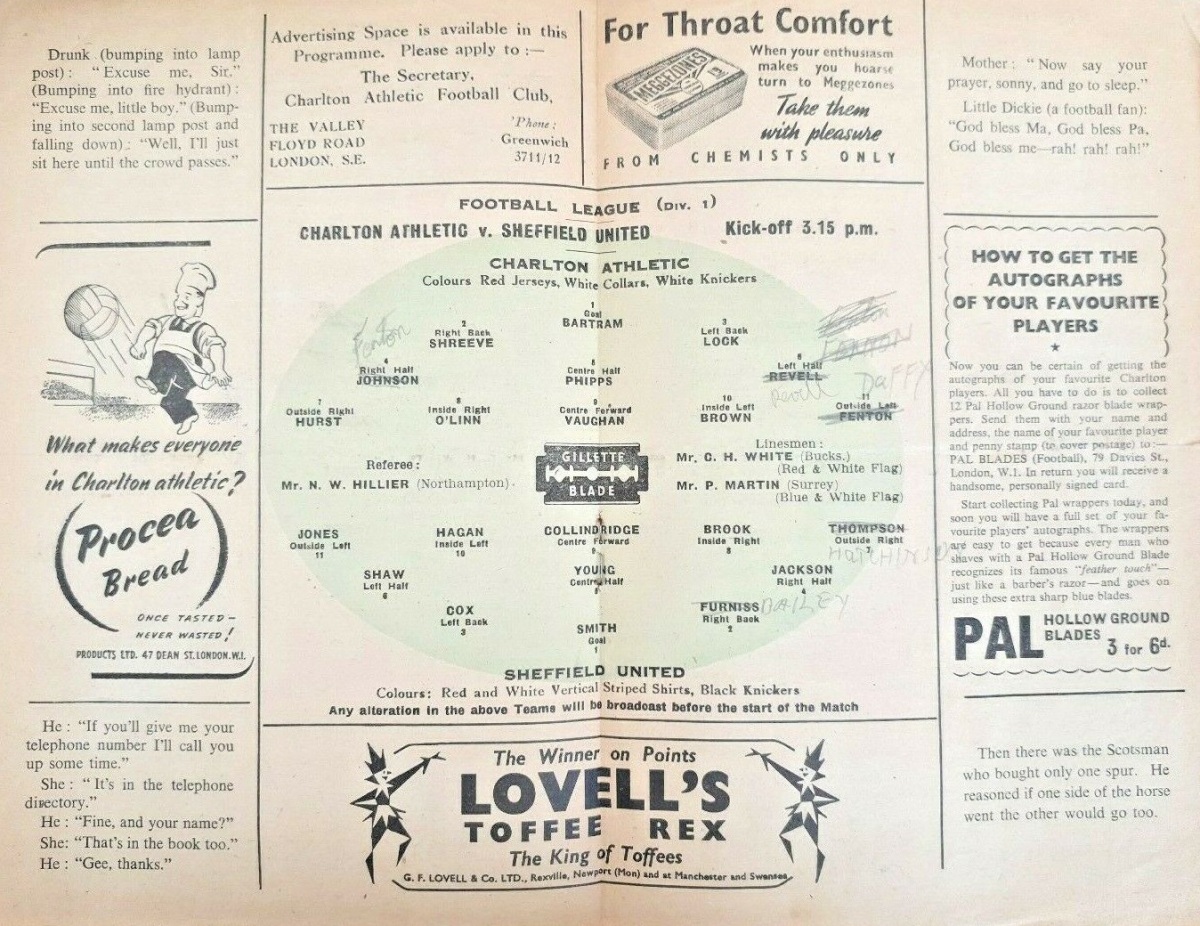 Drunk (bumping into lamp
post): "Excuse me, Sir."
(Bumping into fire hydrant):
"Excuse me, little boy." (Bump-
ing into second lamp post and
falling down): "Well, I'll just
sit here until the crowd passes."
What makes everyone
in Charlton athletic?
Procea
Bread
ONCE TASTED—
NEVER WASTED!
PRODUCTS LTD. 47 DEAN ST. LONDON. W.I.
He: "If you'll give me your
telephone number I'll call you
up some time."
She: "It's in the telephone
directory."
He: "Fine, and your name?"
She: "That's in the book too."
He: "Gee, thanks."
Advertising Space is available in this
Programme. Please apply to :—
The Secretary,
Charlton Athletic Football Club,
THE VALLEY
FLOYD ROAD
LONDON, S.E.
'Phone:
Greenwich
3711/12
For Throat Comfort
MEGGEZONES
When your enthusiasm
makes you hoarse
turn to Meggezones
Take them
with pleasure
FROM CHEMISTS ONLY
FOOTBALL LEAGUE (DIV. 1)
CHARLTON ATHLETIC v. SHEFFIELD UNITED Kick-off 3.15 p.m.
CHARLTON ATHLETIC
Colours Red Jerseys, White Collars, White Knickers
1
Goal
BARTRAM
2
Right Back
SHREEVE
3
Left Back
LOCK
Fenton
FENTON
4
Right Half
JOHNSON
5
Centre Half
PHIPPS
6
Left Half
REVELL
Revell
DUFFY
7
Outside Right
HURST
8
Inside Right
O'LINN
9
Centre Forward
VAUGHAN
10
Inside Left
BROWN
11
Outside Left
FENTON
Referee:
Mr. N. W. HILLIER (Northampton).
GILLETTE
BLADE
Linesmen:
Mr. C. H. WHITE (Bucks.)
(Red & White Flag)
Mr. P. MARTIN (Surrey)
(Blue & White Flag)
JONES
Outside Left
11
HAGAN
Inside Left
10
COLLINDRIDGE
Centre Forward
9
BROOK
Inside Right
8
THOMPSON
Outside Right
HUTCHINSON
SHAW
Left Half
6
YOUNG
Centre Half
5
JACKSON
Right Half
4
COX
Left Back
3
FURNISS DAILEY
Right Back
2
SMITH
Goal
1
SHEFFIELD UNITED
Colours: Red and White Vertical Striped Shirts, Black Knickers
Any alteration in the above Teams will be broadcast before the start of the Match
The Winner on Points
LOVELL'S
TOFFEE REX
The King of Toffees
G. F. LOVELL & Co. LTD., Rexville, Newport (Mon) and at Manchester and Swansea
Mother: "Now say your
prayer, sonny, and go to sleep."
Little Dickie (a football fan):
"God bless Ma, God bless Pa,
God bless me—rah! rah! rah!"
HOW TO GET THE
AUTOGRAPHS
OF YOUR FAVOURITE
PLAYERS
Now you can be certain of getting the
autographs of your favourite Charlton
players. All you have to do is to collect
12 Pal Hollow Ground razor blade wrap-
pers. Send them with your name and
address, the name of your favourite player
and penny stamp (to cover postage) to:—
PAL BLADES (Football), 79 Davies St.,
London, W.1. In return you will receive a
handsome, personally signed card.
Start collecting Pal wrappers today, and
soon you will have a full set of your fa-
vourite players' autographs. The wrappers
are easy to get because every man who
shaves with a Pal Hollow Ground Blade
recognizes its famous "feather touch"—
just like a barber's razor—and goes on
using these extra sharp blue blades.
PAL HOLLOW GROUND
BLADES 3 for 6d.
Then there was the Scotsman
who bought only one spur. He
reasoned if one side of the horse
went the other would go too.